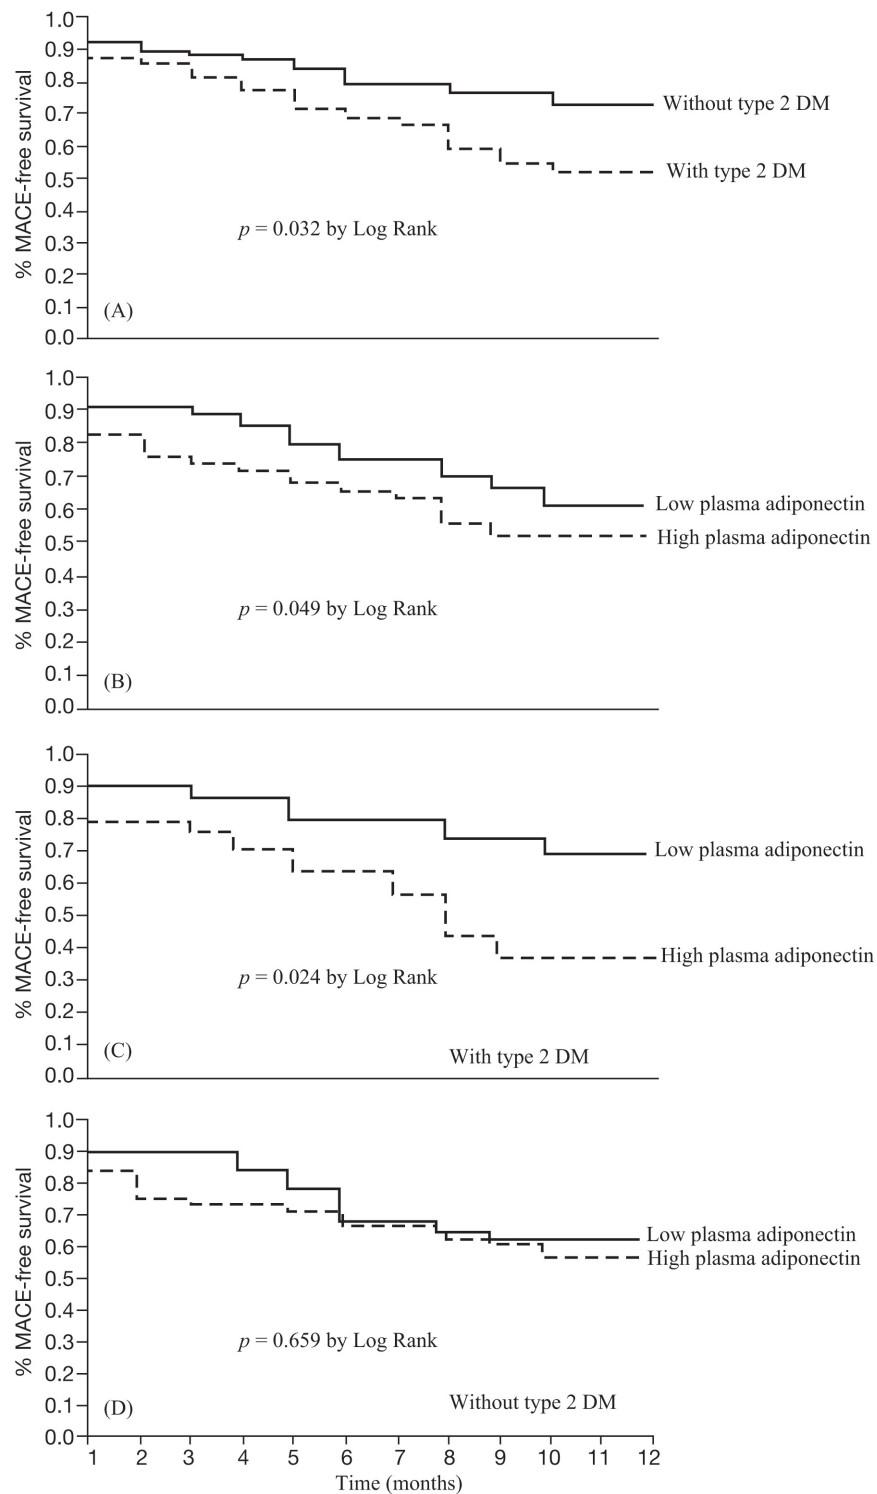 1.0
0.9
0.8
0.7
0.6
0.5
0.4
0.3
0.2
0.1
0.0
% MACE-free survival
Without type 2 DM
With type 2 DM
p = 0.032 by Log Rank
(A)
1.0
0.9
0.8
0.7
0.6
0.5
0.4
0.3
0.2
0.1
0.0
% MACE-free survival
Low plasma adiponectin
High plasma adiponectin
p = 0.049 by Log Rank
(B)
1.0
0.9
0.8
0.7
0.6
0.5
0.4
0.3
0.2
0.1
0.0
% MACE-free survival
Low plasma adiponectin
High plasma adiponectin
p = 0.024 by Log Rank
(C)
With type 2 DM
1.0
0.9
0.8
0.7
0.6
0.5
0.4
0.3
0.2
0.1
0.0
% MACE-free survival
Low plasma adiponectin
High plasma adiponectin
p = 0.659 by Log Rank
(D)
Without type 2 DM
1 2 3 4 5 6 7 8 9 10 11 12
Time (months)